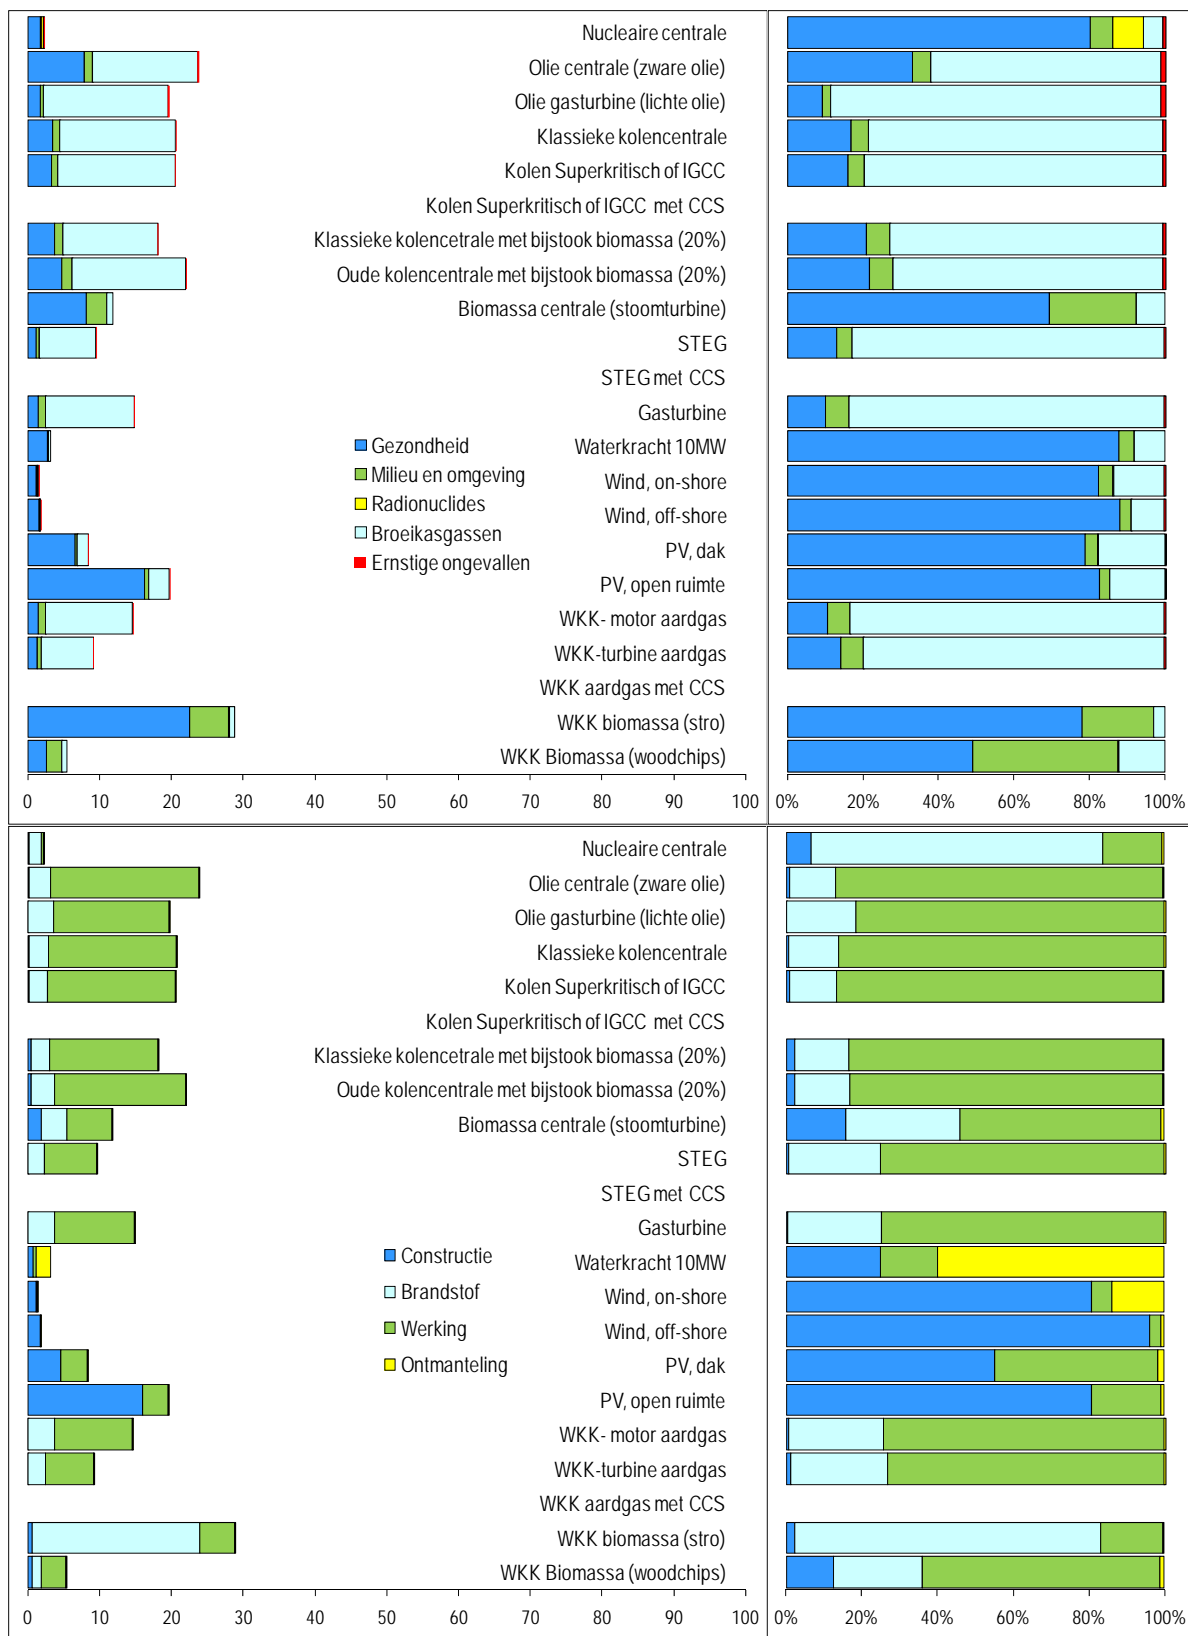 Nucleaire centrale
Olie centrale (zware olie)
Olie gasturbine (lichte olie)
Klassieke kolencentrale
Kolen Superkritisch of IGCC
Kolen Superkritisch of IGCC met CCS
Klassieke kolencetrale met bijstook biomassa (20%)
Oude kolencentrale met bijstook biomassa (20%)
Biomassa centrale (stoomturbine)
STEG
STEG met CCS
Gasturbine
Waterkracht 10MW
Wind, on-shore
Wind, off-shore
PV, dak
PV, open ruimte
WKK- motor aardgas
WKK-turbine aardgas
WKK aardgas met CCS
WKK biomassa (stro)
WKK Biomassa (woodchips)
Gezondheid
Milieu en omgeving
Radionuclides
Broeikasgassen
Ernstige ongevallen
0 10 20 30 40 50 60 70 80 90 100
0% 20% 40% 60% 80% 100%
Nucleaire centrale
Olie centrale (zware olie)
Olie gasturbine (lichte olie)
Klassieke kolencentrale
Kolen Superkritisch of IGCC
Kolen Superkritisch of IGCC met CCS
Klassieke kolencetrale met bijstook biomassa (20%)
Oude kolencentrale met bijstook biomassa (20%)
Biomassa centrale (stoomturbine)
STEG
STEG met CCS
Gasturbine
Waterkracht 10MW
Wind, on-shore
Wind, off-shore
PV, dak
PV, open ruimte
WKK- motor aardgas
WKK-turbine aardgas
WKK aardgas met CCS
WKK biomassa (stro)
WKK Biomassa (woodchips)
Constructie
Brandstof
Werking
Ontmanteling
0 10 20 30 40 50 60 70 80 90 100
0% 20% 40% 60% 80% 100%